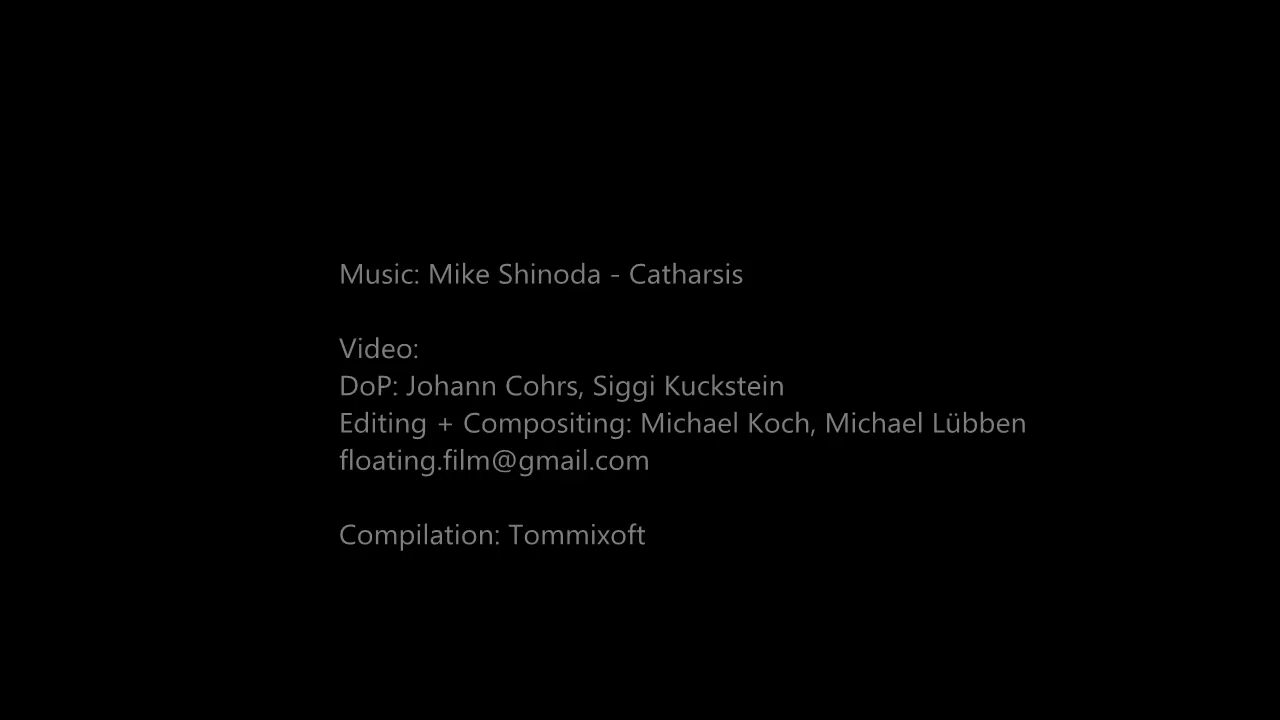 Music: Mike Shinoda - Catharsis
Video:
DoP: Johann Cohrs, Siggi Kuckstein
Editing + Compositing: Michael Koch, Michael Lübben
floating.film@gmail.com
Compilation: Tommixoft